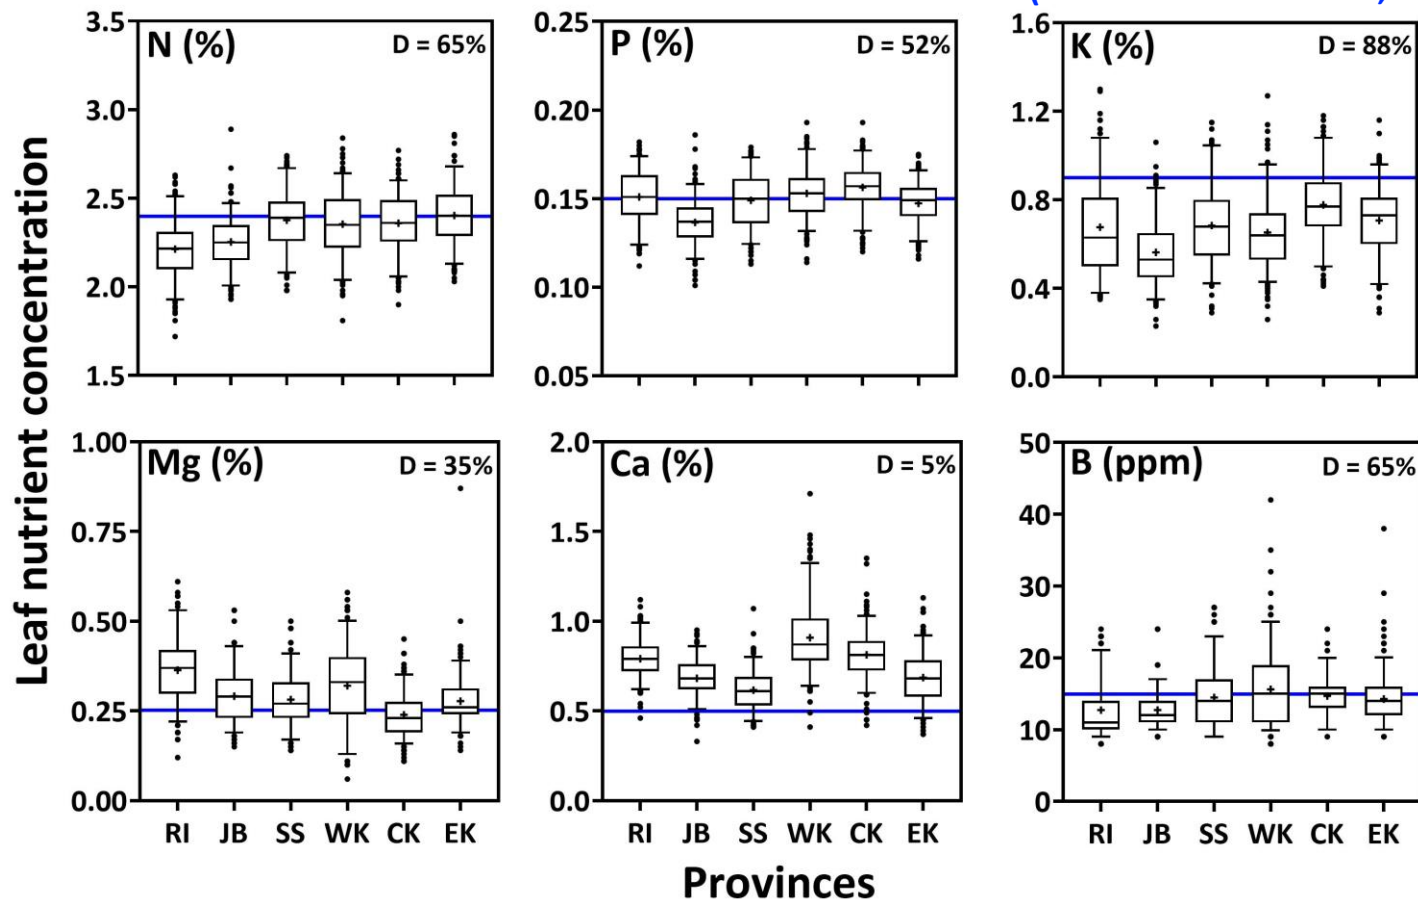 N (%) D = 65%
3.5
3.0
2.5
2.0
1.5
P (%) D = 52%
0.25
0.20
0.15
0.10
0.05
K (%) D = 88%
1.6
1.2
0.8
0.4
0.0
Leaf nutrient concentration
Mg (%) D = 35%
1.00
0.75
0.50
0.25
0.00
RI JB SS WK CK EK
Ca (%) D = 5%
2.0
1.5
1.0
0.5
0.0
RI JB SS WK CK EK
B (ppm) D = 65%
50
40
30
20
10
0
RI JB SS WK CK EK
Provinces